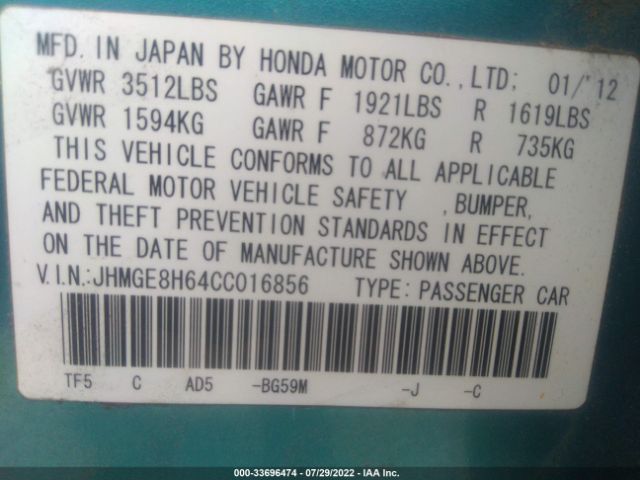 MFD. IN JAPAN BY HONDA MOTOR CO., LTD; 01/'12
GVWR 3512LBS GAWR F 1921LBS R 1619LBS
GVWR 1594KG GAWR F 872KG R 735KG
THIS VEHICLE CONFORMS TO ALL APPLICABLE
FEDERAL MOTOR VEHICLE SAFETY , BUMPER,
AND THEFT PREVENTION STANDARDS IN EFFECT
ON THE DATE OF MANUFACTURE SHOWN ABOVE.
V.I.N.:JHMGE8H64CC016856 TYPE: PASSENGER CAR
TF5 C AD5 -BG59M -J -C
000-33696474 - 07/29/2022 - IAA Inc.